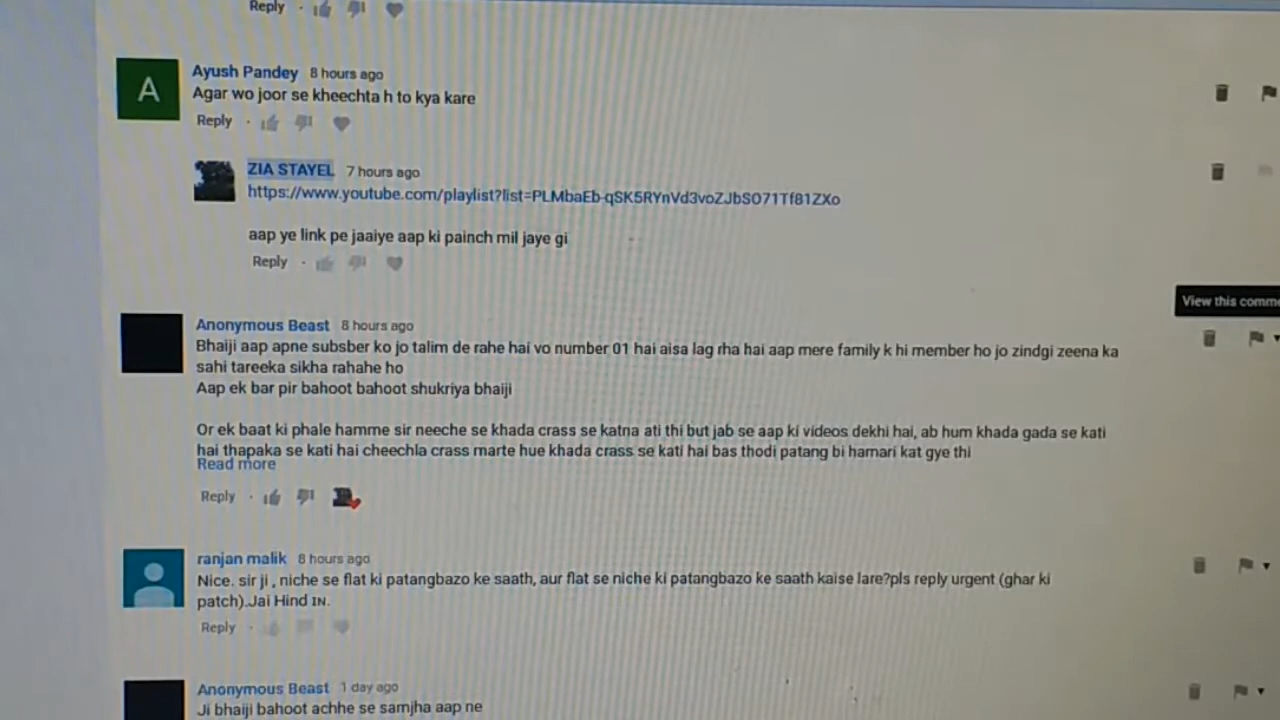 Reply
A
Ayush Pandey 8 hours ago
Agar wo joor se kheechta h to kya kare
Reply
ZIA STAYEL 7 hours ago
https://www.youtube.com/playlist?list=PLMbaEb-qSK5RYnVd3voZJbSO71Tf81ZXo
aap ye link pe jaaiye aap ki painch mil jaye gi
Reply
View this comme
Anonymous Beast 8 hours ago
Bhaiji aap apne subsber ko jo talim de rahe hai vo number 01 hai aisa lag rha hai aap mere family k hi member ho jo zindgi zeena ka
sahi tareeka sikha rahahe ho
Aap ek bar pir bahoot bahoot shukriya bhaiji
Or ek baat ki phale hamme sir neeche se khada crass se katna ati thi but jab se aap ki videos dekhi hai, ab hum khada gada se kati
hai thapaka se kati hai cheechla crass marte hue khada crass se kati hai bas thodi patang bi hamari kat gye thi
Read more
Reply
ranjan malik 8 hours ago
Nice. sir ji , niche se flat ki patangbazo ke saath, aur flat se niche ki patangbazo ke saath kaise lare?pls reply urgent (ghar ki
patch).Jai Hind IN.
Reply
Anonymous Beast 1 day ago
Ji bhaiji bahoot achhe se samjha aap ne